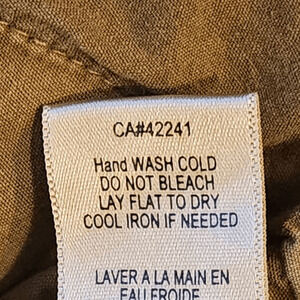 CA#42241
Hand WASH COLD
DO NOT BLEACH
LAY FLAT TO DRY
COOL IRON IF NEEDED
LAVER A LA MAIN EN
EAU FROIDE